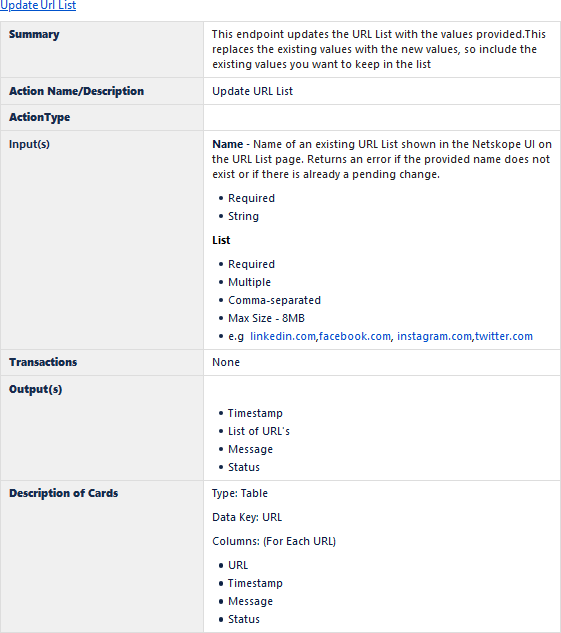 Update Url List
Summary
This endpoint updates the URL List with the values provided.This
replaces the existing values with the new values, so include the
existing values you want to keep in the list
Action Name/Description
Update URL List
ActionType
Input(s)
Name - Name of an existing URL List shown in the Netskope UI on
the URL List page. Returns an error if the provided name does not
exist or if there is already a pending change.
• Required
• String
List
• Required
• Multiple
• Comma-separated
• Max Size - 8MB
• e.g linkedin.com,facebook.com, instagram.com,twitter.com
Transactions
None
Output(s)
• Timestamp
• List of URL's
• Message
• Status
Description of Cards
Type: Table
Data Key: URL
Columns: (For Each URL)
• URL
• Timestamp
• Message
• Status